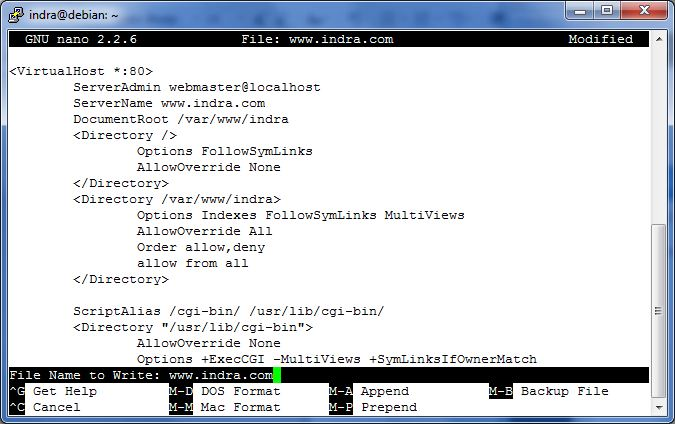 indra@debian: ~
GNU nano 2.2.6 File: www.indra.com Modified
<VirtualHost *:80>
ServerAdmin webmaster@localhost
ServerName www.indra.com
DocumentRoot /var/www/indra
<Directory />
Options FollowSymLinks
AllowOverride None
</Directory>
<Directory /var/www/indra>
Options Indexes FollowSymLinks MultiViews
AllowOverride All
Order allow,deny
allow from all
</Directory>
ScriptAlias /cgi-bin/ /usr/lib/cgi-bin/
<Directory "/usr/lib/cgi-bin">
AllowOverride None
Options +ExecCGI -MultiViews +SymLinksIfOwnerMatch
File Name to Write: www.indra.com
^G Get Help M-D DOS Format M-A Append M-B Backup File
^C Cancel M-M Mac Format M-P Prepend